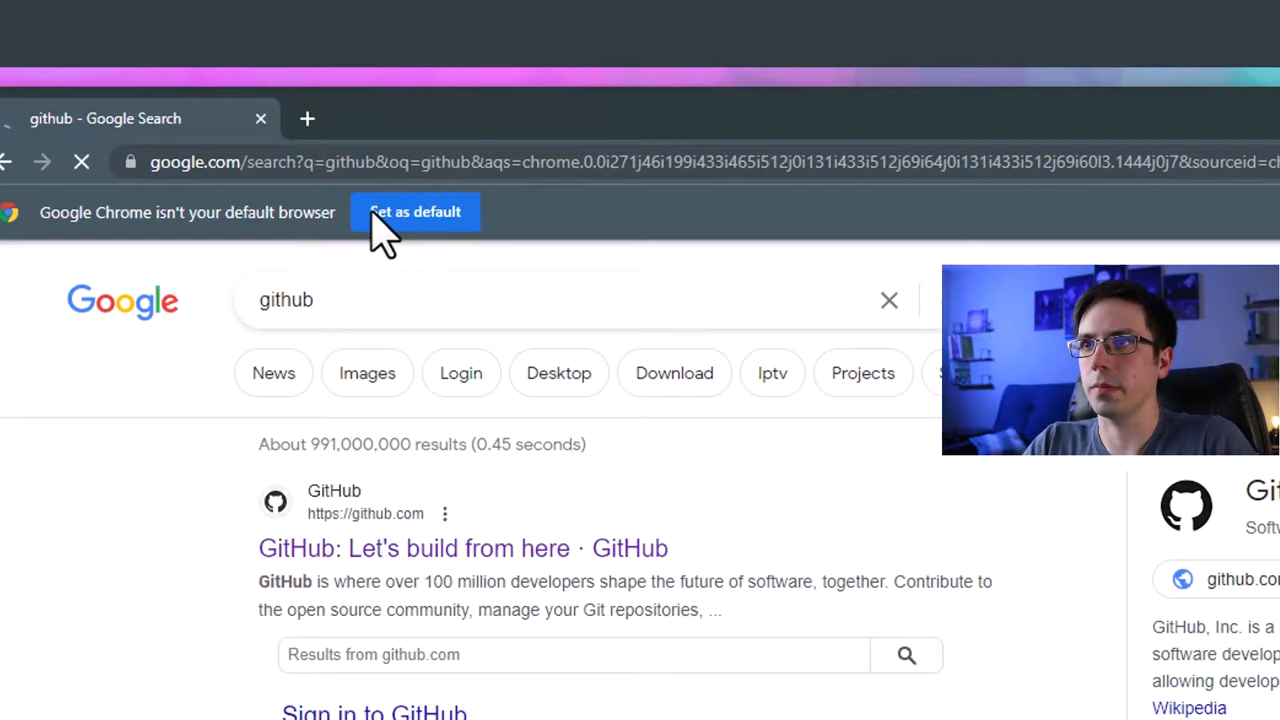 github - Google Search
google.com/search?q=github&oq=github&aqs=chrome.0.0i271j46i199i433i465i512j0i131i433i512j69i64j0i131i433i512j69i60l3.1444j0j7&sourceid=c
Google Chrome isn't your default browser
Set as default
Google
github
News
Images
Login
Desktop
Download
Iptv
Projects
About 991,000,000 results (0.45 seconds)
GitHub
https://github.com
GitHub: Let's build from here · GitHub
GitHub is where over 100 million developers shape the future of software, together. Contribute to
the open source community, manage your Git repositories, ...
Results from github.com
Sign in to GitHub
Git
Softw
github.co
GitHub, Inc. is a
software develop
allowing develop
Wikipedia